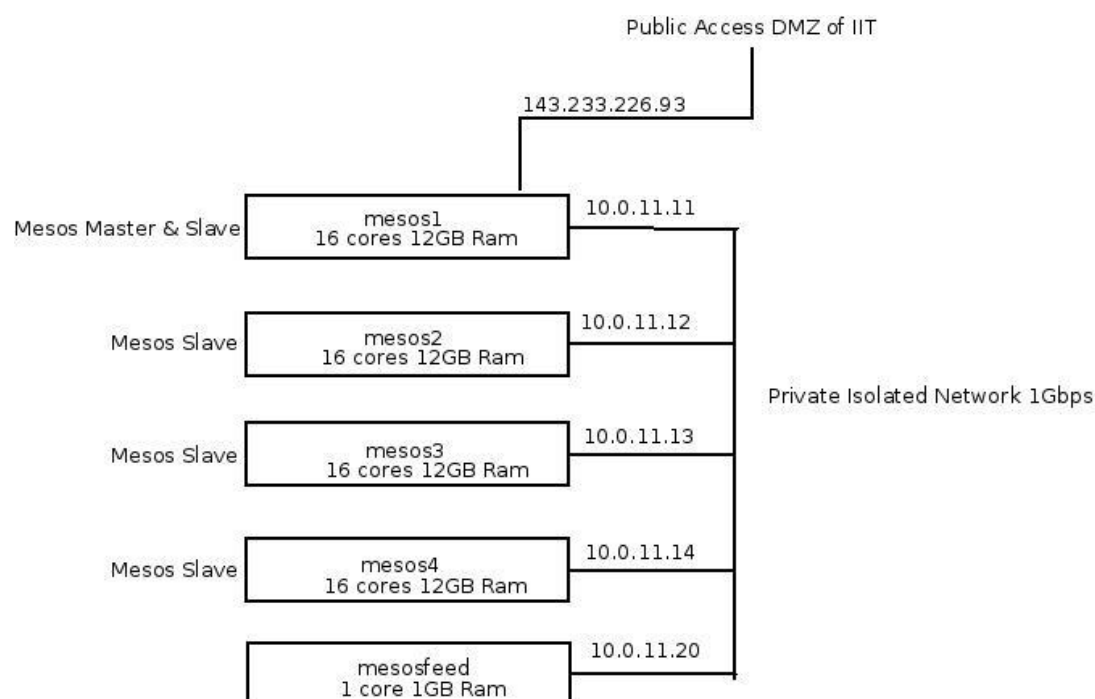 Public Access DMZ of IIT
143.233.226.93
10.0.11.11
Mesos Master & Slave
mesos1
16 cores 12GB Ram
10.0.11.12
Mesos Slave
mesos2
16 cores 12GB Ram
Private Isolated Network 1Gbps
10.0.11.13
Mesos Slave
mesos3
16 cores 12GB Ram
10.0.11.14
Mesos Slave
mesos4
16 cores 12GB Ram
10.0.11.20
mesosfeed
1 core 1GB Ram